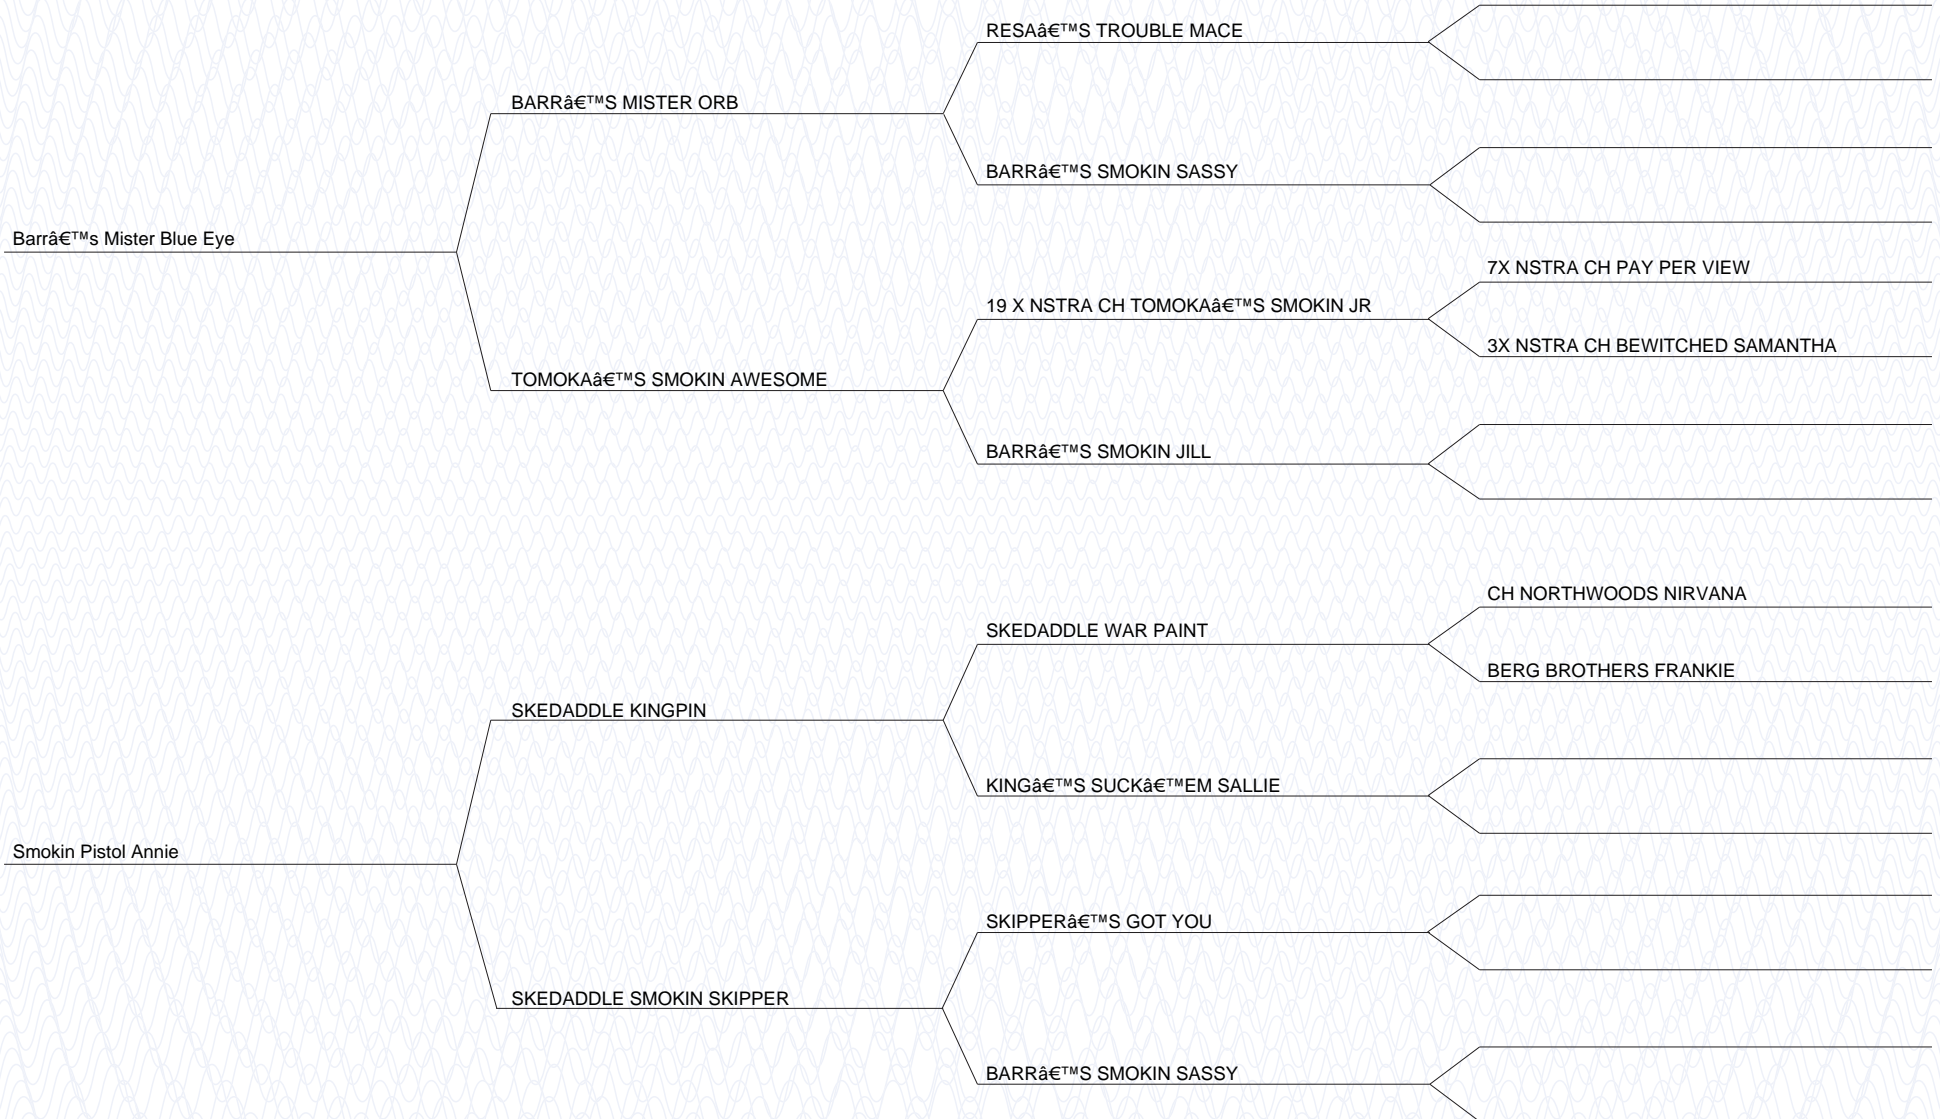 RESAâ€™S TROUBLE MACE
BARRâ€™S MISTER ORB
BARRâ€™S SMOKIN SASSY
Barrâ€™s Mister Blue Eye
7X NSTRA CH PAY PER VIEW
19 X NSTRA CH TOMOKAâ€™S SMOKIN JR
3X NSTRA CH BEWITCHED SAMANTHA
TOMOKAâ€™S SMOKIN AWESOME
BARRâ€™S SMOKIN JILL
CH NORTHWOODS NIRVANA
SKEDADDLE WAR PAINT
BERG BROTHERS FRANKIE
SKEDADDLE KINGPIN
KINGâ€™S SUCKâ€™EM SALLIE
Smokin Pistol Annie
SKIPPERâ€™S GOT YOU
SKEDADDLE SMOKIN SKIPPER
BARRâ€™S SMOKIN SASSY